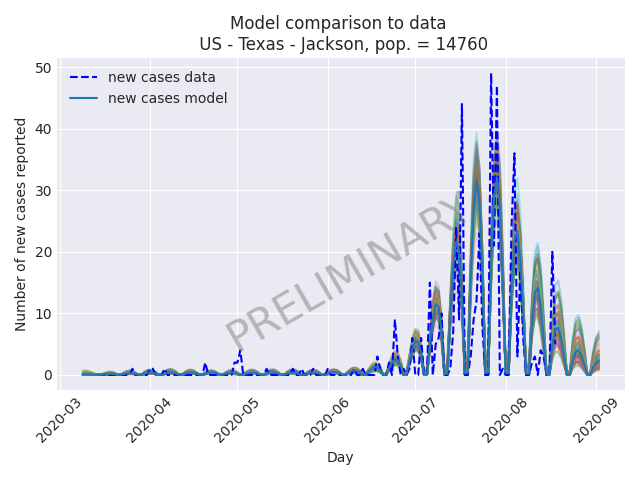 Model comparison to data
US - Texas - Jackson, pop. = 14760
new cases data
new cases model
PRELIMINARY
Number of new cases reported
50
40
30
20
10
0
2020-03
2020-04
2020-05
2020-06
2020-07
2020-08
2020-09
Day